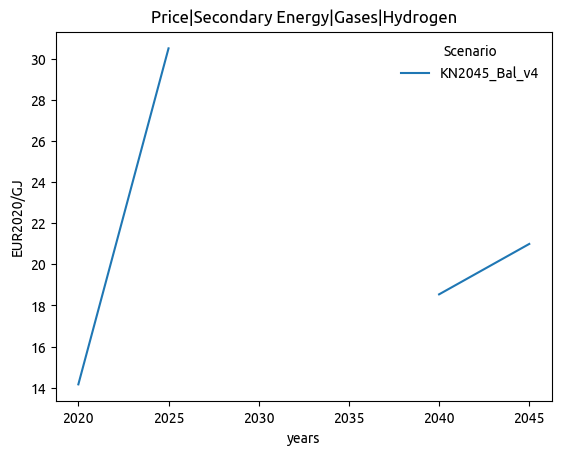 Price|Secondary Energy|Gases|Hydrogen
Scenario
KN2045_Bal_v4
EUR2020/GJ
30
28
26
24
22
20
18
16
14
2020 2025 2030 2035 2040 2045
years